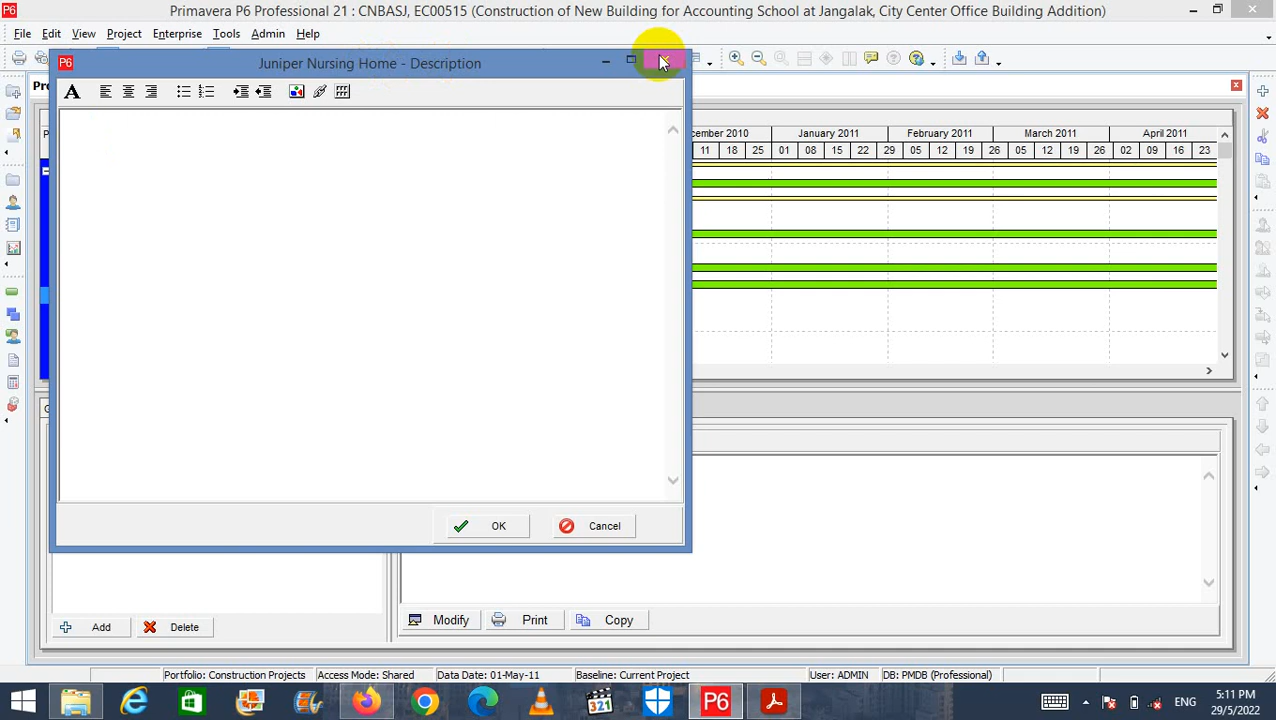 Primavera P6 Professional 21 : CNBASJ, EC00515 (Construction of New Building for Accounting School at Jangalak, City Center Office Building Addition)
File Edit View Project Enterprise Tools Admin Help
Juniper Nursing Home - Description
January 2011 February 2011 March 2011 April 2011
11 18 25 01 08 15 22 29 05 12 19 26 05 12 19 26 02 09 16 23
OK Cancel
Modify Print Copy
Add Delete
Portfolio: Construction Projects Access Mode: Shared Data Date: 01-May-11 Baseline: Current Project User: ADMIN DB: PMDB (Professional)
ENG 5:11 PM
29/5/2022